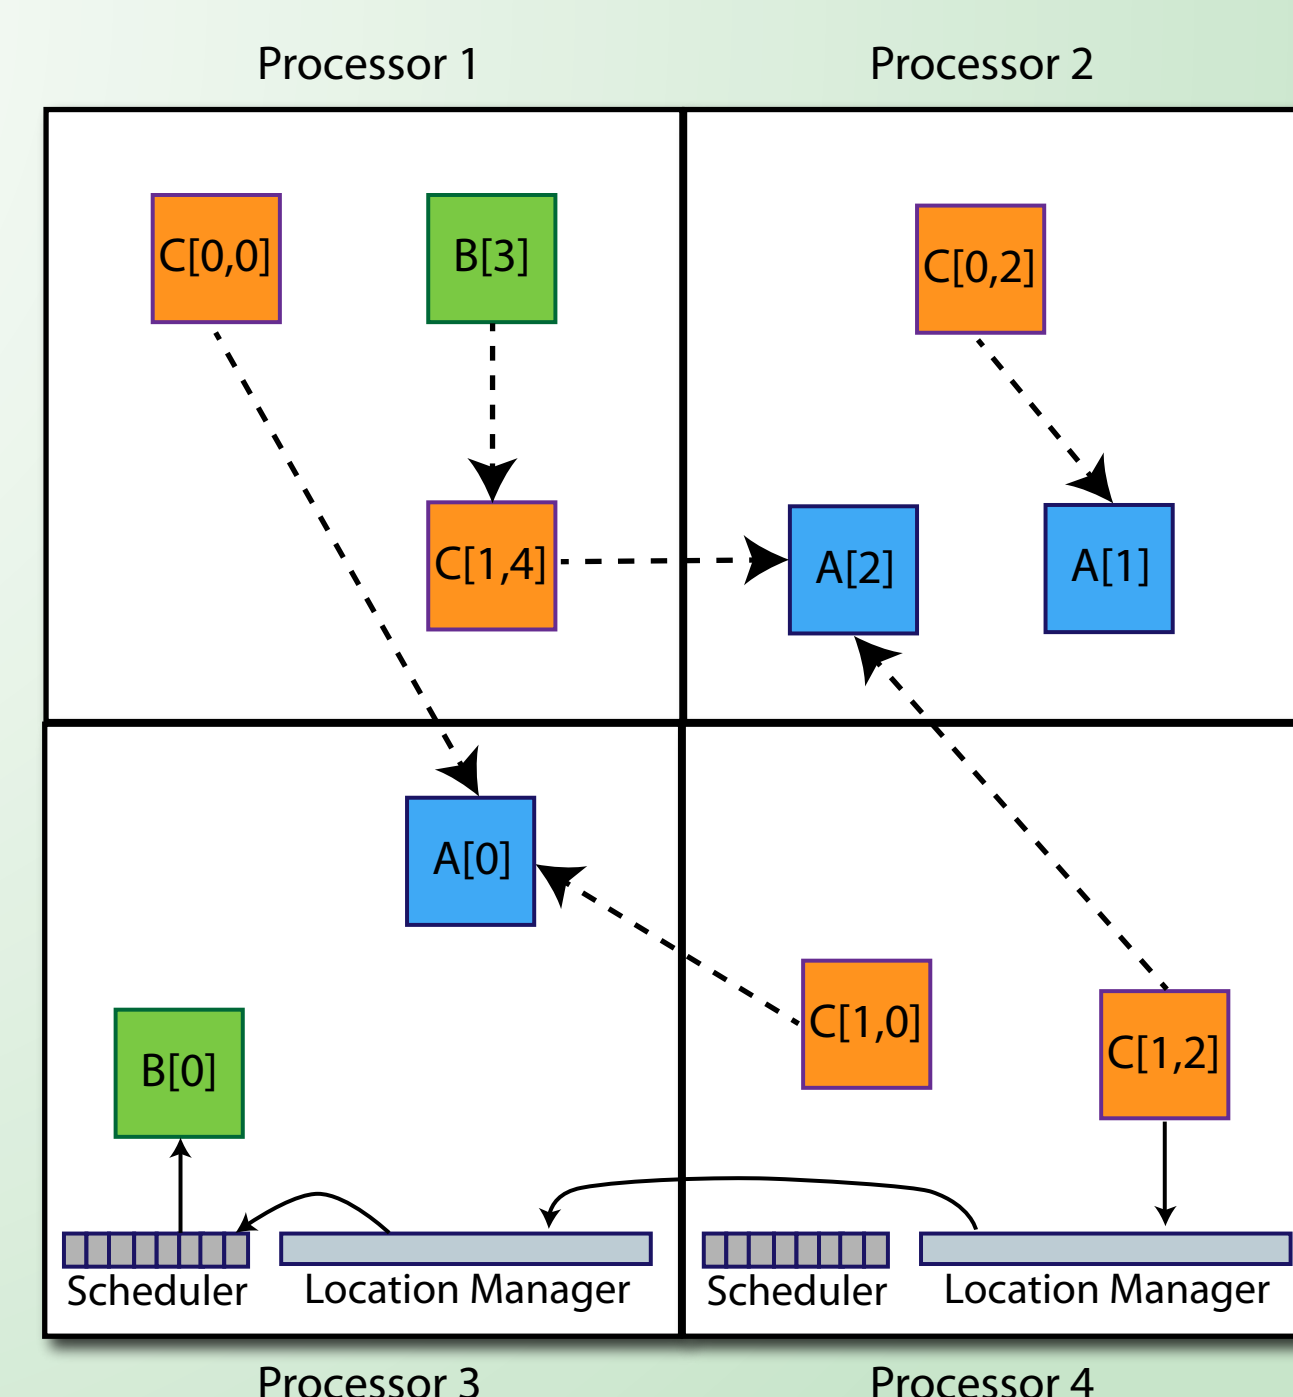 Processor 1
Processor 2
C[0,0]
B[3]
C[0,2]
C[1,4]
A[2]
A[1]
A[0]
C[1,0]
B[0]
C[1,2]
Scheduler
Location Manager
Scheduler
Location Manager
Processor 3
Processor 4